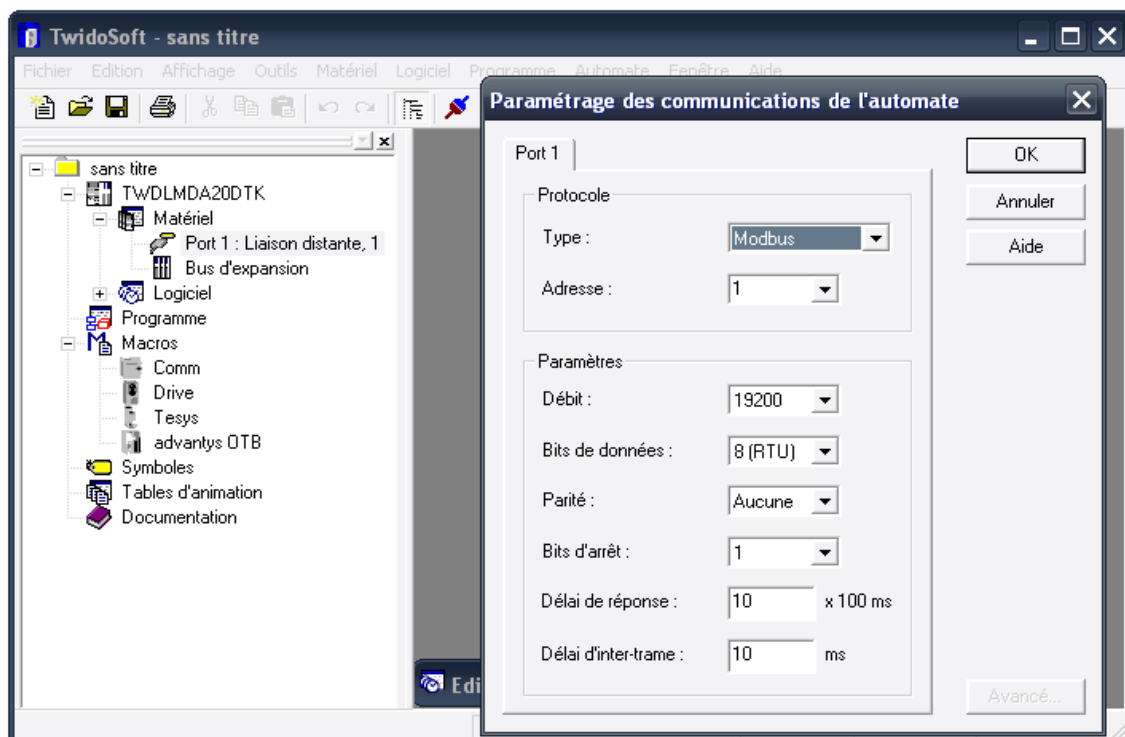 TwidoSoft - sans titre
Fichier Edition Affichage Outils Matériel Logiciel Programme Automate Fenêtre Aide
sans titre
TWDLMDA20DTK
Matériel
Port 1 : Liaison distante, 1
Bus d'expansion
Logiciel
Programme
Macros
Comm
Drive
Tesys
advantys OTB
Symboles
Tables d'animation
Documentation
Edi
Paramétrage des communications de l'automate
Port 1
Protocole
Type : Modbus
Adresse : 1
Paramètres
Débit : 19200
Bits de données : 8 (RTU)
Parité : Aucune
Bits d'arrêt : 1
Délai de réponse : 10 x 100 ms
Délai d'inter-trame : 10 ms
OK
Annuler
Aide
Avancé...